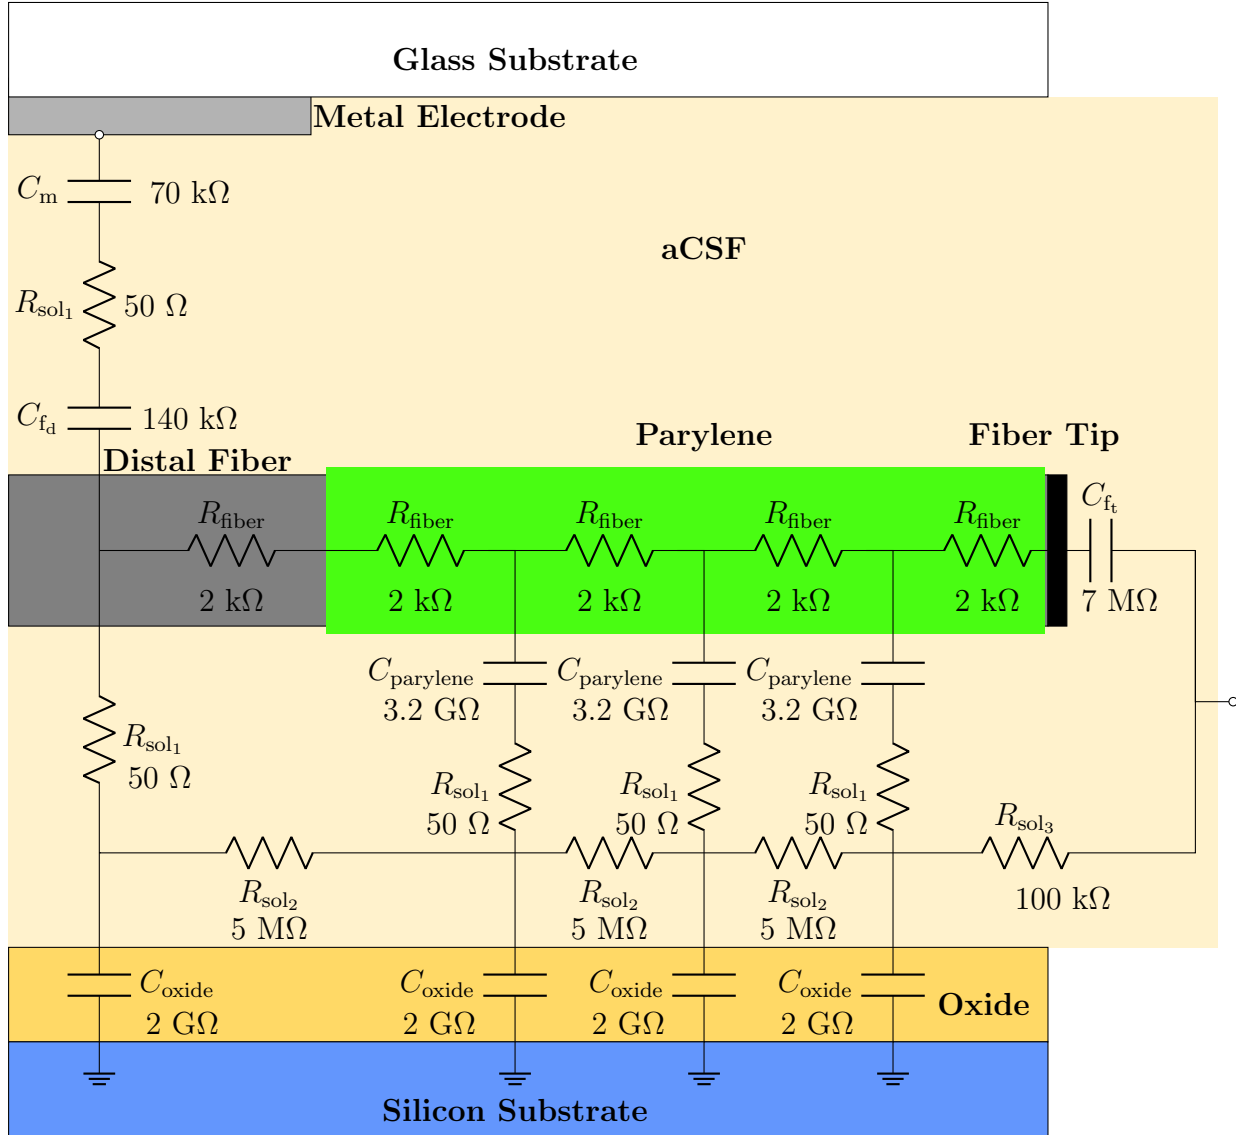 Glass Substrate
Metal Electrode
C_m 70 kΩ
aCSF
R_sol₁ 50 Ω
C_f_d 140 kΩ
Parylene
Fiber Tip
Distal Fiber
C_f_t
R_fiber R_fiber R_fiber R_fiber R_fiber
2 kΩ 2 kΩ 2 kΩ 2 kΩ 2 kΩ 7 MΩ
C_parylene C_parylene C_parylene
3.2 GΩ 3.2 GΩ 3.2 GΩ
R_sol₁
50 Ω
R_sol₁ R_sol₁ R_sol₁
50 Ω 50 Ω 50 Ω
R_sol₃
R_sol₂ R_sol₂ R_sol₂
100 kΩ
5 MΩ 5 MΩ 5 MΩ
C_oxide C_oxide C_oxide C_oxide
Oxide
2 GΩ 2 GΩ 2 GΩ 2 GΩ
Silicon Substrate